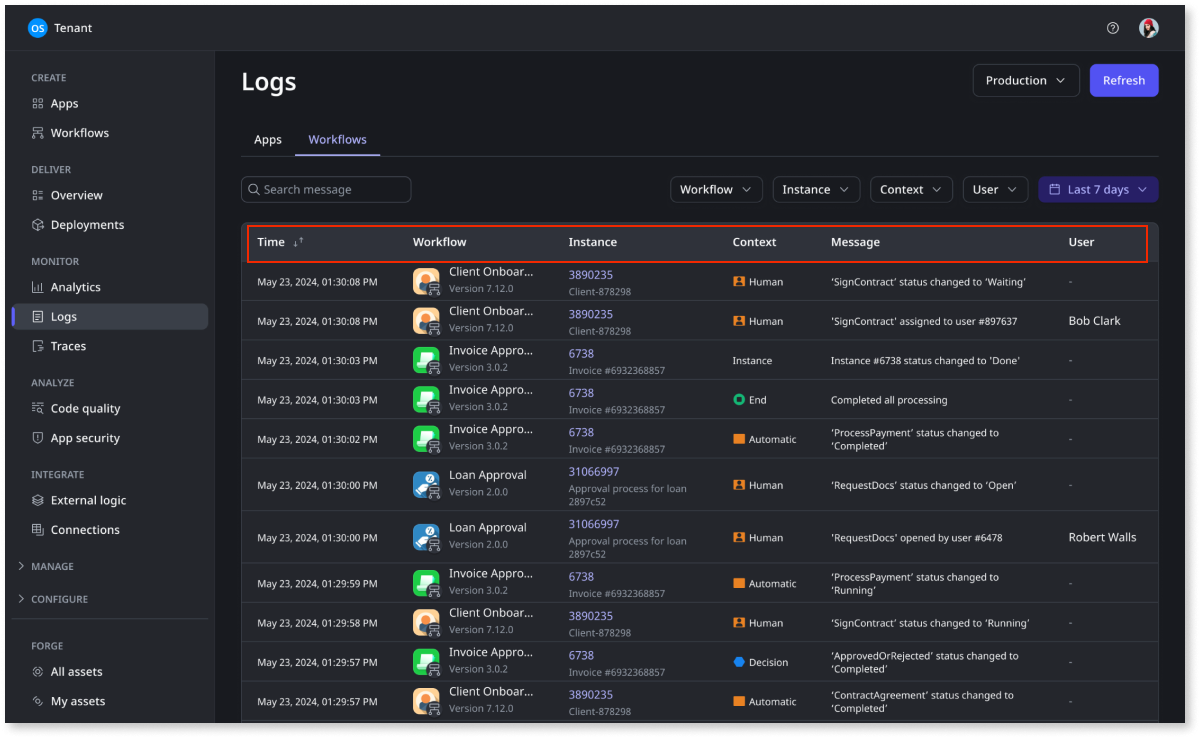 OS Tenant
CREATE
Apps
Workflows
DELIVER
Overview
Deployments
MONITOR
Analytics
Logs
Traces
ANALYZE
Code quality
App security
INTEGRATE
External logic
Connections
MANAGE
CONFIGURE
FORGE
All assets
My assets
Logs
Production
Refresh
Apps Workflows
Search message
Workflow Instance Context User Last 7 days
Time Workflow Instance Context Message User
May 23, 2024, 01:30:08 PM Client Onboar... 3890235 Human ‘SignContract’ status changed to ‘Waiting’ -
Version 7.12.0 Client-878298
May 23, 2024, 01:30:08 PM Client Onboar... 3890235 Human ‘SignContract’ assigned to user #897637 Bob Clark
Version 7.12.0 Client-878298
May 23, 2024, 01:30:03 PM Invoice Appro... 6738 Instance Instance #6738 status changed to ‘Done’ -
Version 3.0.2 Invoice #6932368857
May 23, 2024, 01:30:03 PM Invoice Appro... 6738 End Completed all processing -
Version 3.0.2 Invoice #6932368857
May 23, 2024, 01:30:02 PM Invoice Appro... 6738 Automatic ‘ProcessPayment’ status changed to -
Version 3.0.2 Invoice #6932368857 ‘Completed’
May 23, 2024, 01:30:00 PM Loan Approval 31066997 Human ‘RequestDocs’ status changed to ‘Open’ -
Version 2.0.0 Approval process for loan
2897c52
May 23, 2024, 01:30:00 PM Loan Approval 31066997 Human ‘RequestDocs’ opened by user #6478 Robert Walls
Version 2.0.0 Approval process for loan
2897c52
May 23, 2024, 01:29:59 PM Invoice Appro... 6738 Automatic ‘ProcessPayment’ status changed to -
Version 3.0.2 Invoice #6932368857 ‘Running’
May 23, 2024, 01:29:58 PM Client Onboar... 3890235 Human ‘SignContract’ status changed to ‘Running’ -
Version 7.12.0 Client-878298
May 23, 2024, 01:29:57 PM Invoice Appro... 6738 Decision ‘ApprovedOrRejected’ status changed to -
Version 3.0.2 Invoice #6932368857 ‘Completed’
May 23, 2024, 01:29:57 PM Client Onboar... 3890235 Automatic ‘ContractAgreement’ status changed to -
Version 7.12.0 Client-878298 ‘Completed’